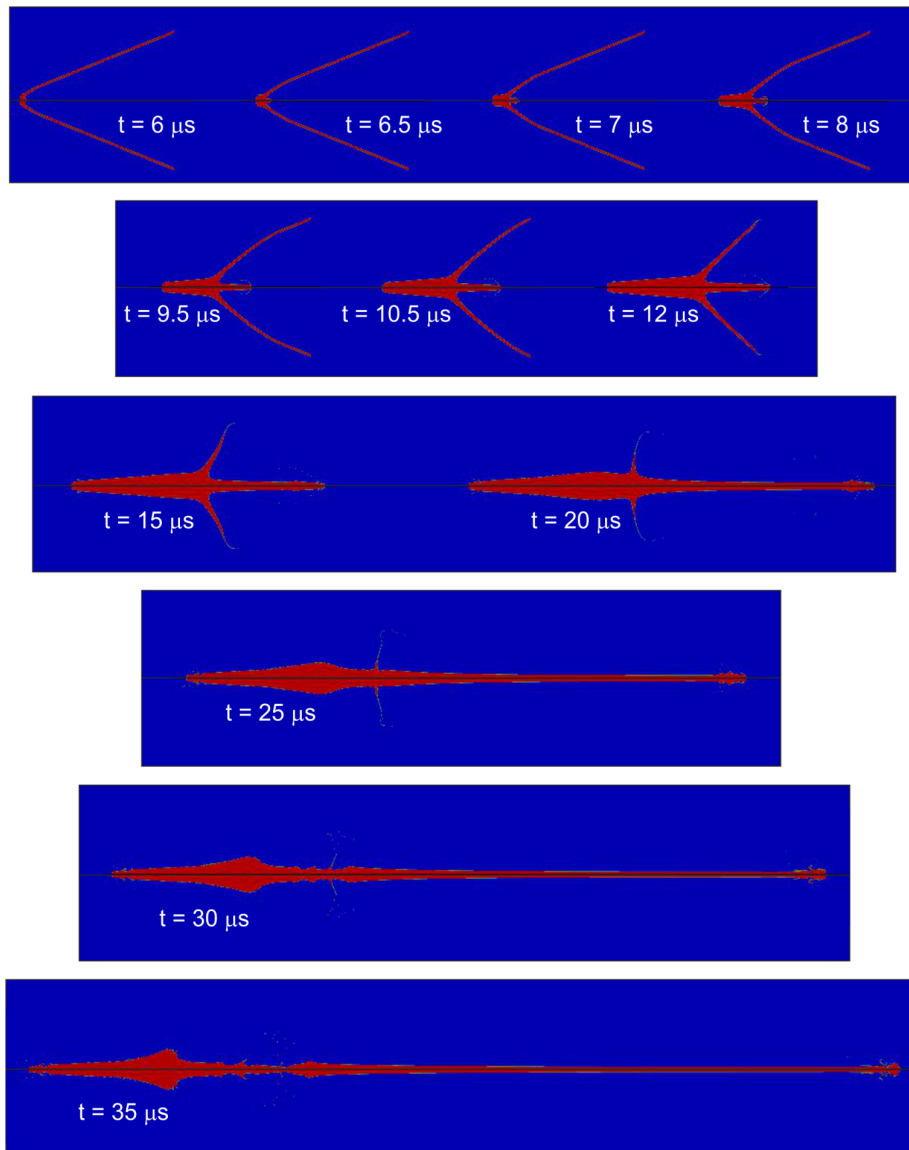 t = 6 μs
t = 6.5 μs
t = 7 μs
t = 8 μs
t = 9.5 μs
t = 10.5 μs
t = 12 μs
t = 15 μs
t = 20 μs
t = 25 μs
t = 30 μs
t = 35 μs